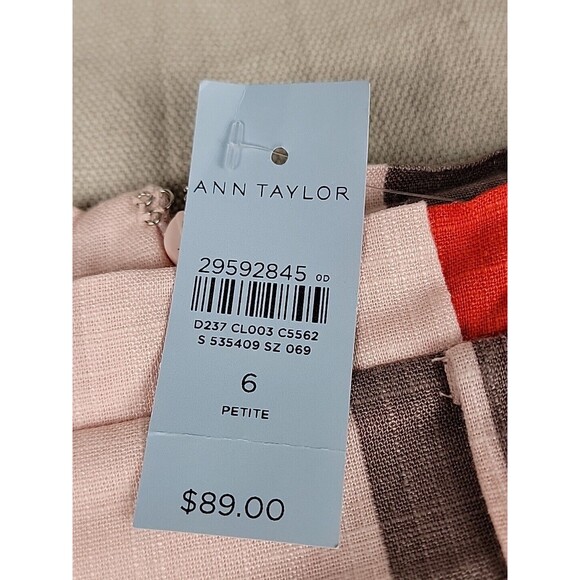 ANN TAYLOR
29592845 OD
D237 CL003 C5562
S 535409 SZ 069
6
PETITE
$89.00